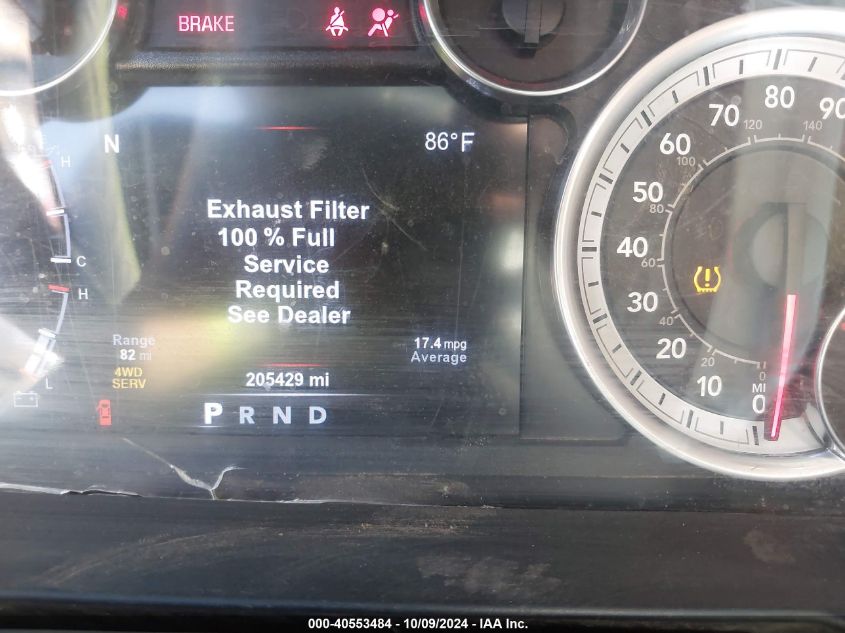 BRAKE
N
86°F
H
C
H
L
Exhaust Filter
100 % Full
Service
Required
See Dealer
Range
82 mi
4WD
SERV
17.4 mpg
Average
205429 mi
P R N D
90
80
70
60
50
40
30
20
10
0
MI
0
20
40
60
80
100
120
140
000-40553484 - 10/09/2024 - IAA Inc.